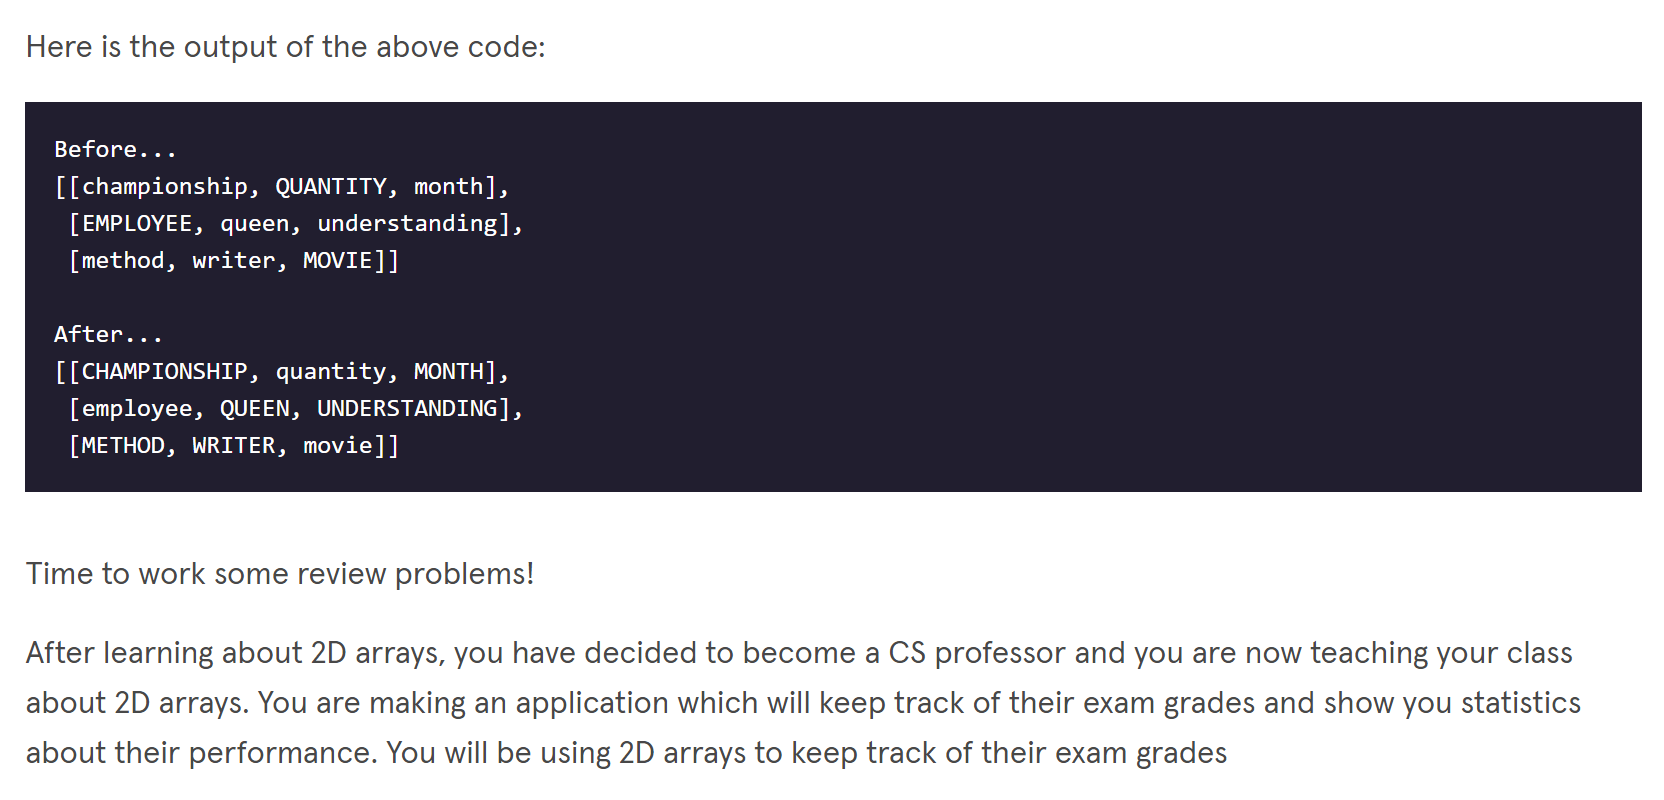 Here is the output of the above code:
Before...
[[championship, QUANTITY, month],
 [EMPLOYEE, queen, understanding],
 [method, writer, MOVIE]]
After...
[[CHAMPIONSHIP, quantity, MONTH],
 [employee, QUEEN, UNDERSTANDING],
 [METHOD, WRITER, movie]]
Time to work some review problems!
After learning about 2D arrays, you have decided to become a CS professor and you are now teaching your class
about 2D arrays. You are making an application which will keep track of their exam grades and show you statistics
about their performance. You will be using 2D arrays to keep track of their exam grades